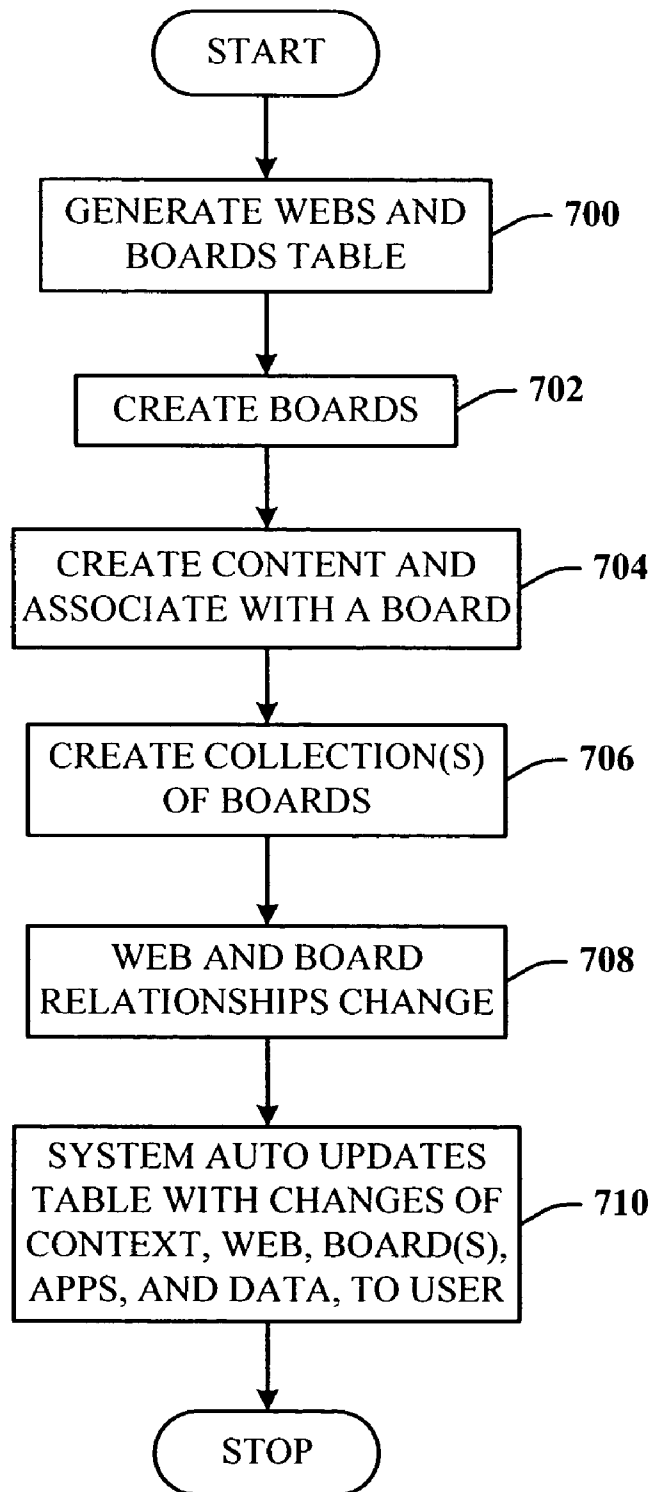 START
GENERATE WEBS AND
BOARDS TABLE
700
CREATE BOARDS
702
CREATE CONTENT AND
ASSOCIATE WITH A BOARD
704
CREATE COLLECTION(S)
OF BOARDS
706
WEB AND BOARD
RELATIONSHIPS CHANGE
708
SYSTEM AUTO UPDATES
TABLE WITH CHANGES OF
CONTEXT, WEB, BOARD(S),
APPS, AND DATA, TO USER
710
STOP